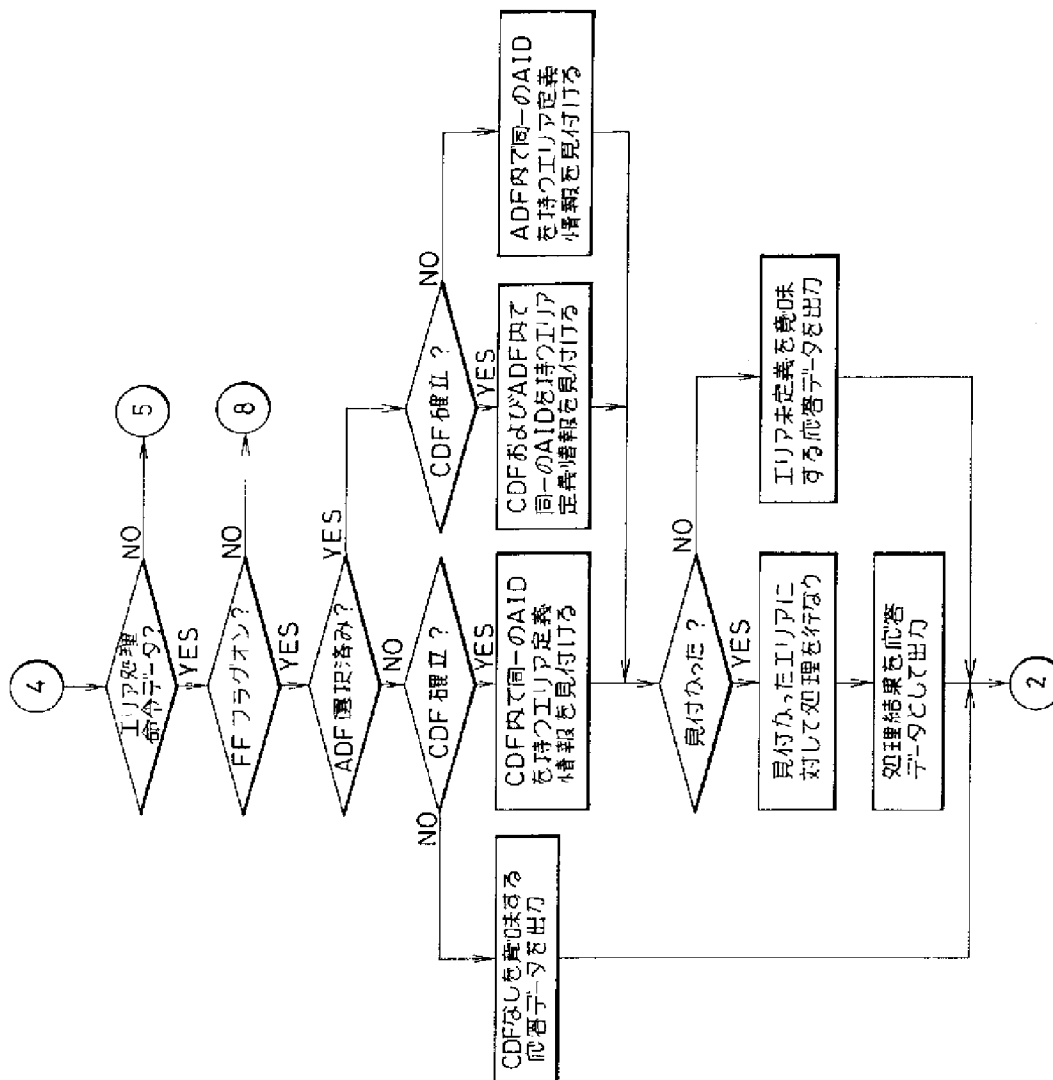 4
エリア処理
命令データ?
NO
5
YES
FFフラグオン?
NO
8
YES
ADF選択済み?
YES
NO
CDF確立?
NO
YES
CDF確立?
NO
YES
CDFなしを意味する
応答データを出力
CDF内で同一のAID
を持つエリア定義
情報を見付ける
CDFおよびADF内で
同一のAIDを持つエリア
定義情報を見付ける
ADF内で同一のAID
を持つエリア定義
情報を見付ける
見付かった?
NO
YES
見付かったエリアに
対して処理を行なう
エリア未定義を意味
する応答データを出力
処理結果を応答
データとして出力
2